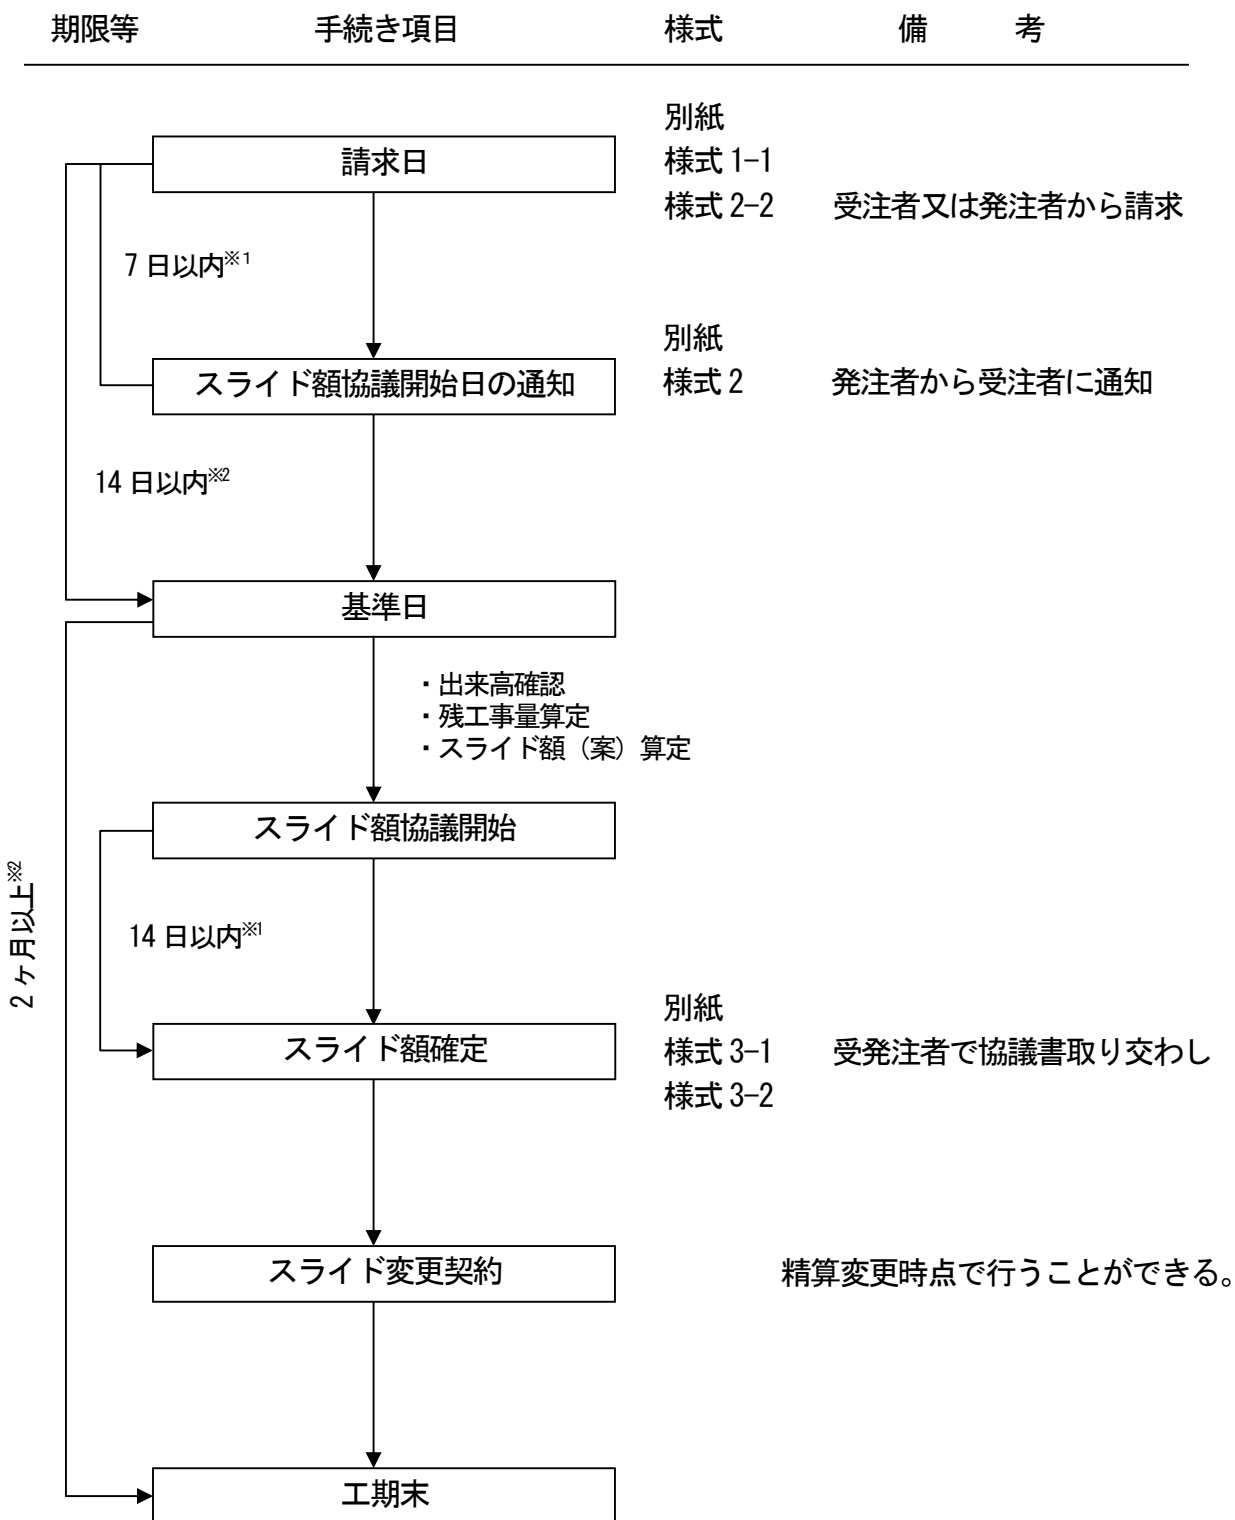 期限等 手続き項目 様式 備 考
別紙
請求日 様式 1-1
様式 2-2 受注者又は発注者から請求
7 日以内※1
別紙
スライド額協議開始日の通知 様式 2 発注者から受注者に通知
14 日以内※2
基準日
・出来高確認
・残工事量算定
・スライド額（案）算定
スライド額協議開始
2 ヶ月以上※2
14 日以内※1
別紙
スライド額確定 様式 3-1 受発注者で協議書取り交わし
様式 3-2
スライド変更契約 精算変更時点で行うことができる。
工期末